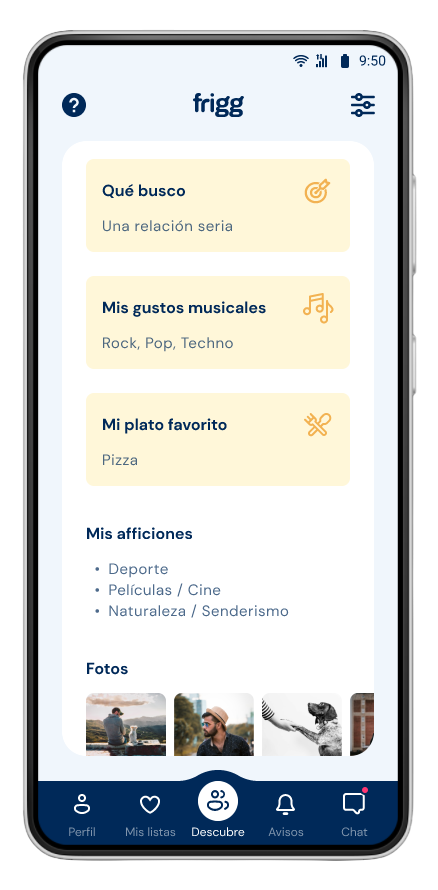 9:50
?
frigg
Qué busco
Una relación seria
Mis gustos musicales
Rock, Pop, Techno
Mi plato favorito
Pizza
Mis afficiones
• Deporte
• Películas / Cine
• Naturaleza / Senderismo
Fotos
Perfil Mis listas Descubre Avisos Chat